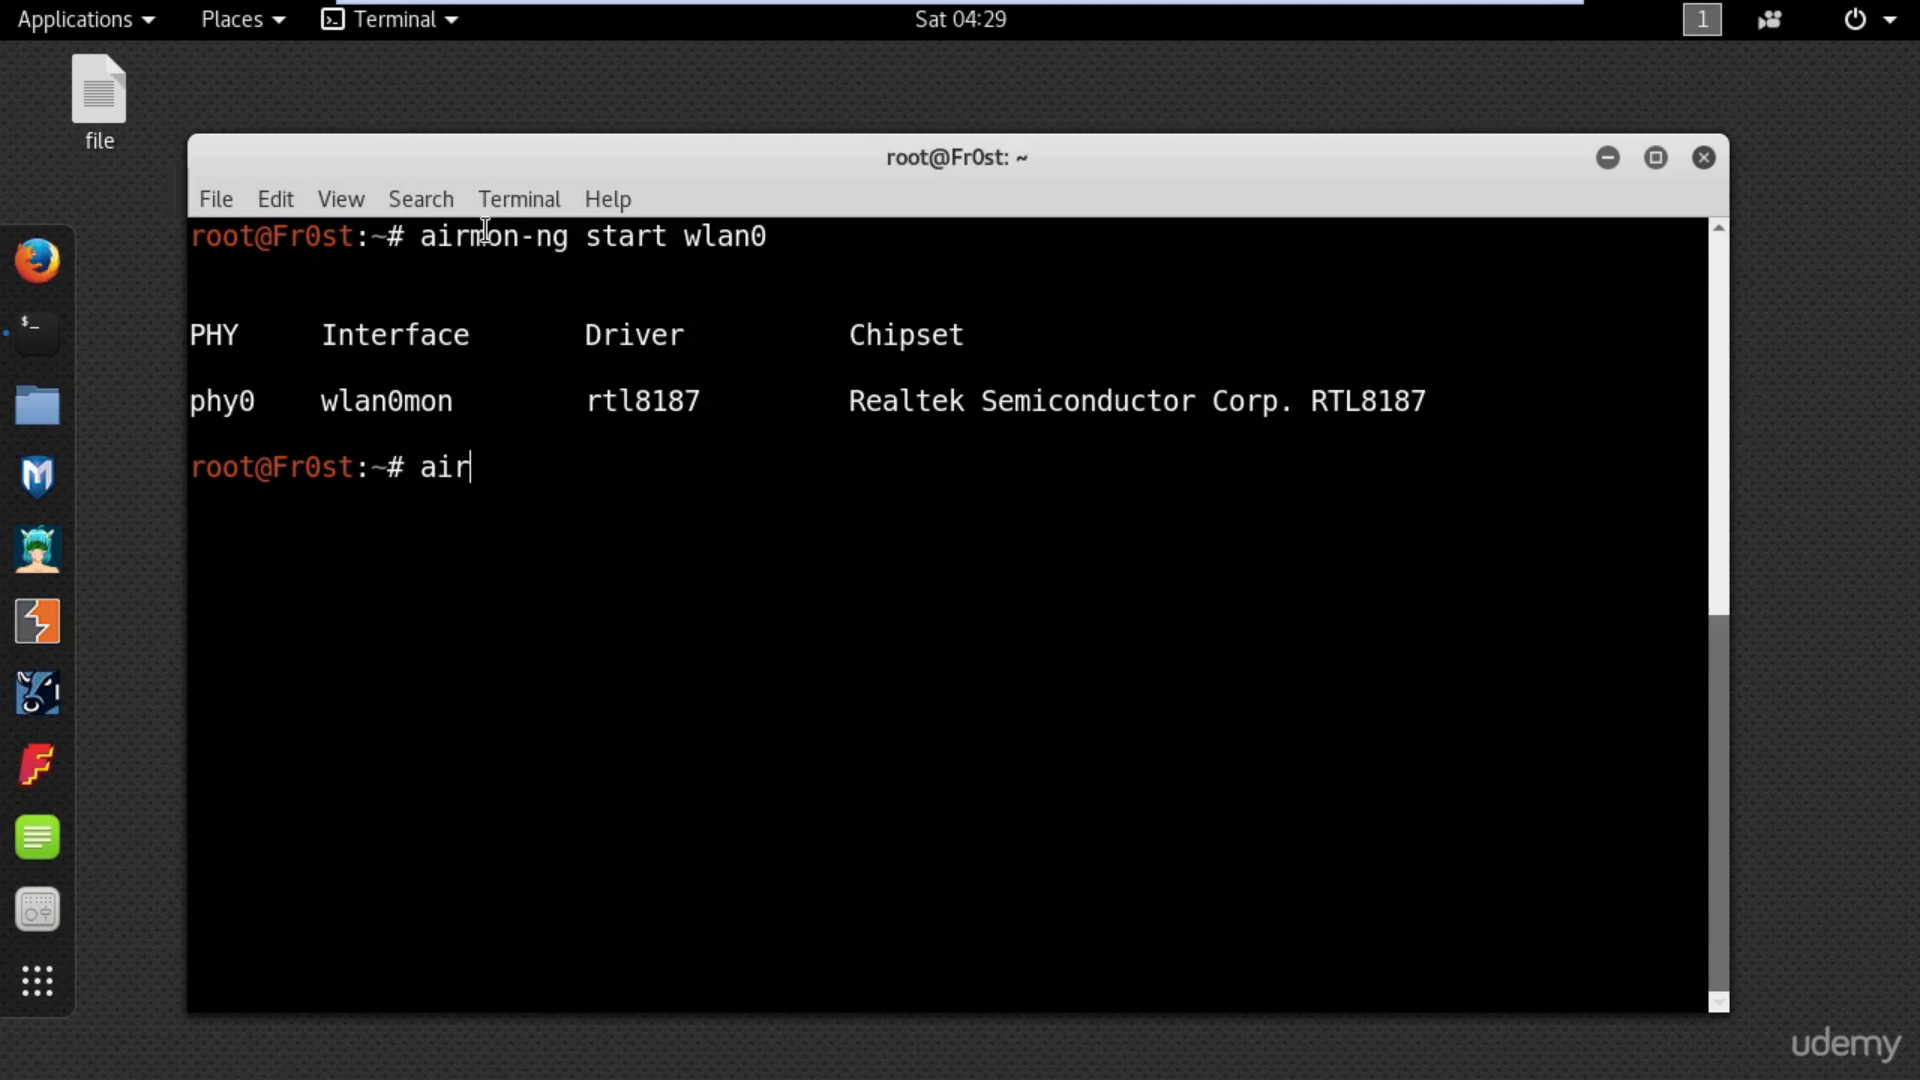 Applications Places Terminal Sat 04:29 1
file
root@Fr0st: ~
File Edit View Search Terminal Help
root@Fr0st:~# airmon-ng start wlan0
PHY Interface Driver Chipset
phy0 wlan0mon rtl8187 Realtek Semiconductor Corp. RTL8187
root@Fr0st:~# air
$_
udemy